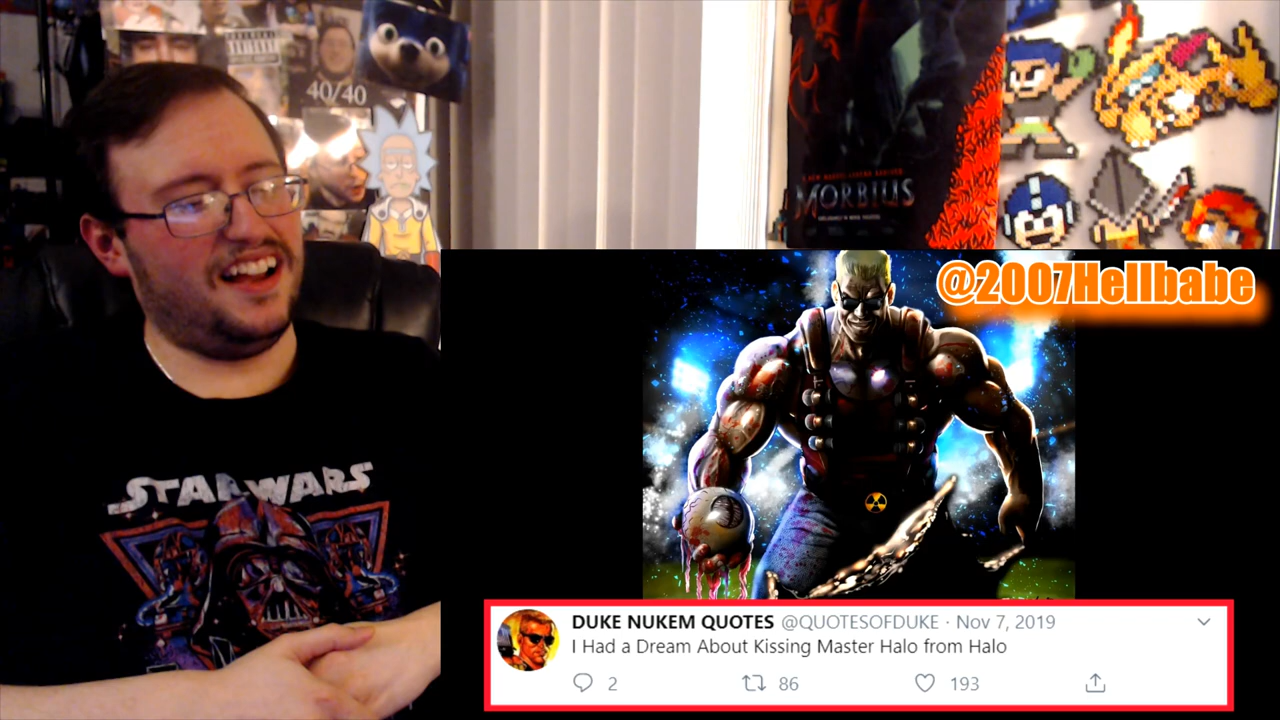 40/40
MORBIUS
@2007Hellbabe
STAR WARS
DUKE NUKEM QUOTES @QUOTESOFDUKE · Nov 7, 2019
I Had a Dream About Kissing Master Halo from Halo
2 86 193